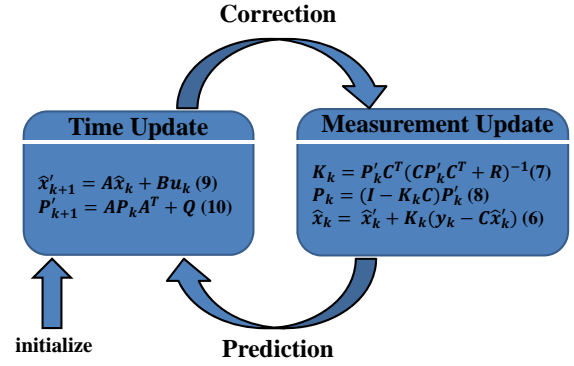 Correction
Time Update
x̂′ₖ₊₁ = Ax̂ₖ + Buₖ (9)
P′ₖ₊₁ = APₖAᵀ + Q (10)
Measurement Update
Kₖ = P′ₖCᵀ(CP′ₖCᵀ + R)⁻¹(7)
Pₖ = (I − KₖC)P′ₖ (8)
x̂ₖ = x̂′ₖ + Kₖ(yₖ − Cx̂′ₖ) (6)
initialize
Prediction